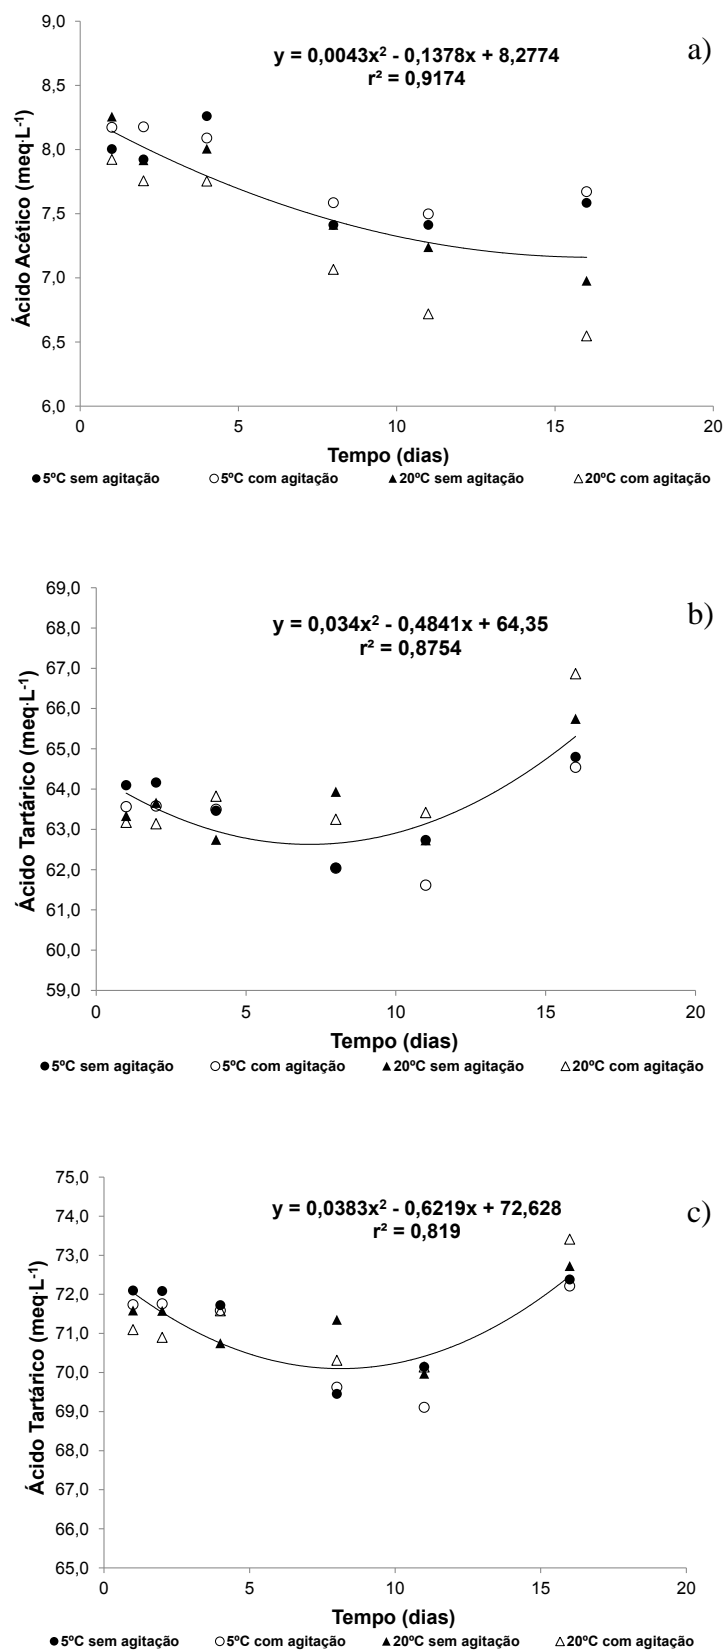 a)
y = 0,0043x² - 0,1378x + 8,2774
r² = 0,9174
Ácido Acético (meq·L⁻¹)
9,0
8,5
8,0
7,5
7,0
6,5
6,0
0 5 10 15 20
Tempo (dias)
5ºC sem agitação 5ºC com agitação 20ºC sem agitação 20ºC com agitação
b)
y = 0,034x² - 0,4841x + 64,35
r² = 0,8754
Ácido Tartárico (meq·L⁻¹)
69,0
68,0
67,0
66,0
65,0
64,0
63,0
62,0
61,0
60,0
59,0
0 5 10 15 20
Tempo (dias)
5ºC sem agitação 5ºC com agitação 20ºC sem agitação 20ºC com agitação
c)
y = 0,0383x² - 0,6219x + 72,628
r² = 0,819
Ácido Tartárico (meq·L⁻¹)
75,0
74,0
73,0
72,0
71,0
70,0
69,0
68,0
67,0
66,0
65,0
0 5 10 15 20
Tempo (dias)
5ºC sem agitação 5ºC com agitação 20ºC sem agitação 20ºC com agitação